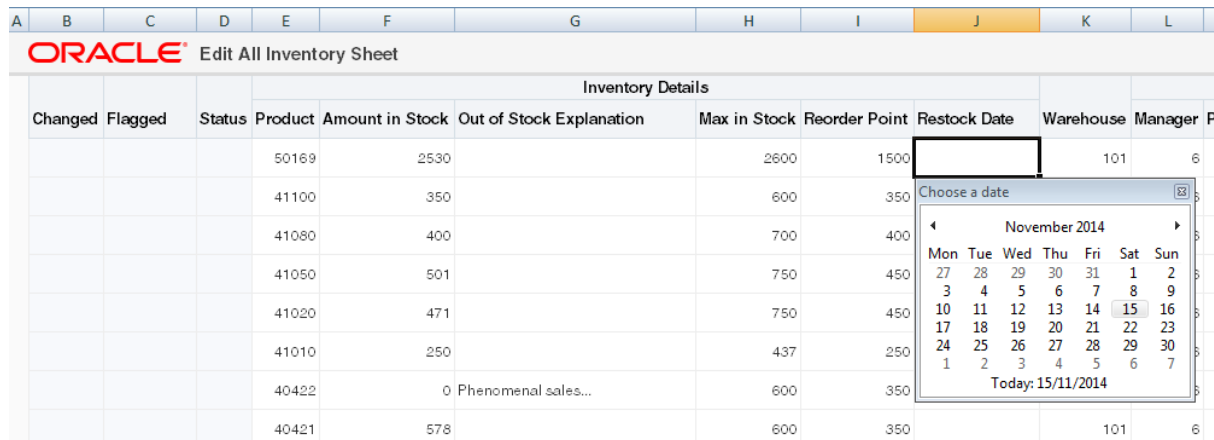 A B C D E F G H I J K L
ORACLE Edit All Inventory Sheet
Inventory Details
Changed Flagged Status Product Amount in Stock Out of Stock Explanation Max in Stock Reorder Point Restock Date Warehouse Manager P
50169 2530 2600 1500 101 6
41100 350 600 350
41080 400 700 400
41050 501 750 450
41020 471 750 450
41010 250 437 250
40422 0 Phenomenal sales... 600 350
40421 578 600 350 101 6
Choose a date
November 2014
Mon Tue Wed Thu Fri Sat Sun
27 28 29 30 31 1 2
3 4 5 6 7 8 9
10 11 12 13 14 15 16
17 18 19 20 21 22 23
24 25 26 27 28 29 30
1 2 3 4 5 6 7
Today: 15/11/2014